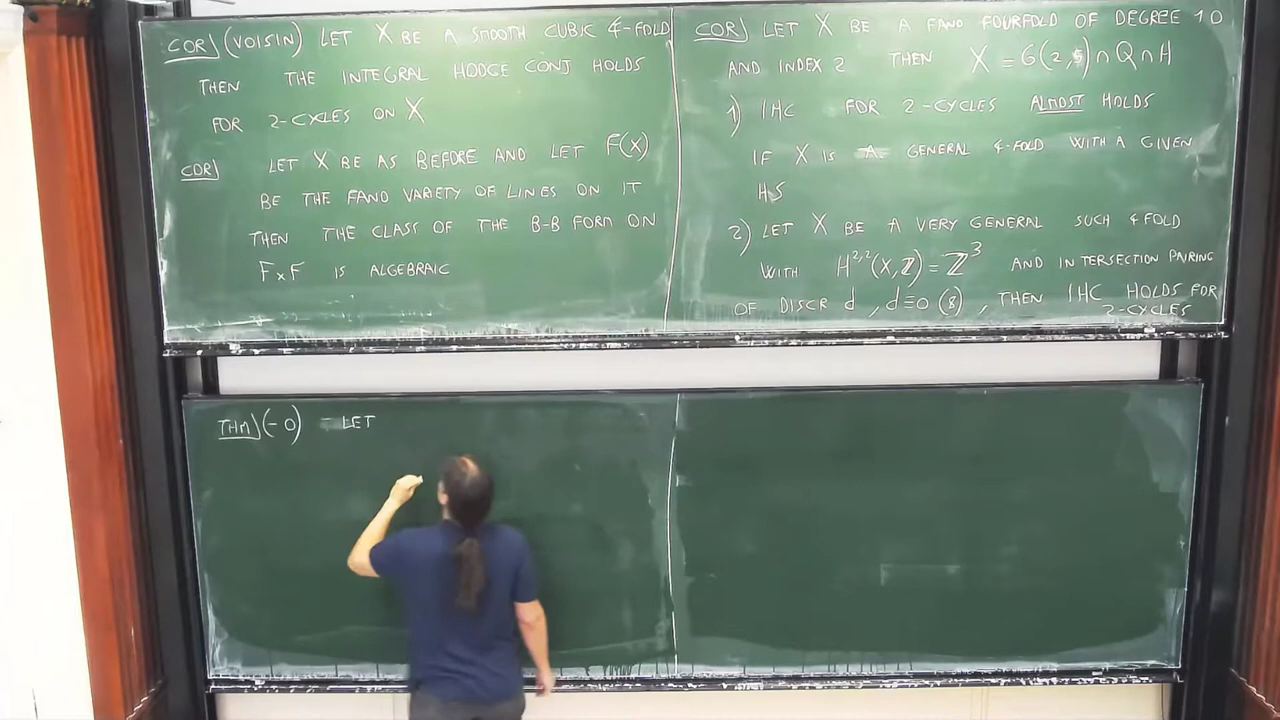 COR (VOISIN) LET X BE A SMOOTH CUBIC 4-FOLD
THEN THE INTEGRAL HODGE CONJ HOLDS
FOR 2-CYCLES ON X
COR LET X BE AS BEFORE AND LET F(X)
BE THE FANO VARIETY OF LINES ON IT
THEN THE CLASS OF THE B-B FORM ON
F×F IS ALGEBRAIC
COR LET X BE A FANO FOURFOLD OF DEGREE 10
AND INDEX 2 THEN X = G(2,5)∩Q∩H
1) IHC FOR 2-CYCLES ALMOST HOLDS
IF X IS A GENERAL 4-FOLD WITH A GIVEN
HS
2) LET X BE A VERY GENERAL SUCH 4 FOLD
WITH H^{2,2}(X,ℤ) = ℤ^3 AND INTERSECTION PAIRING
OF DISCR d, d≡0 (8), THEN IHC HOLDS FOR
2-CYCLES
THM (-0) = LET